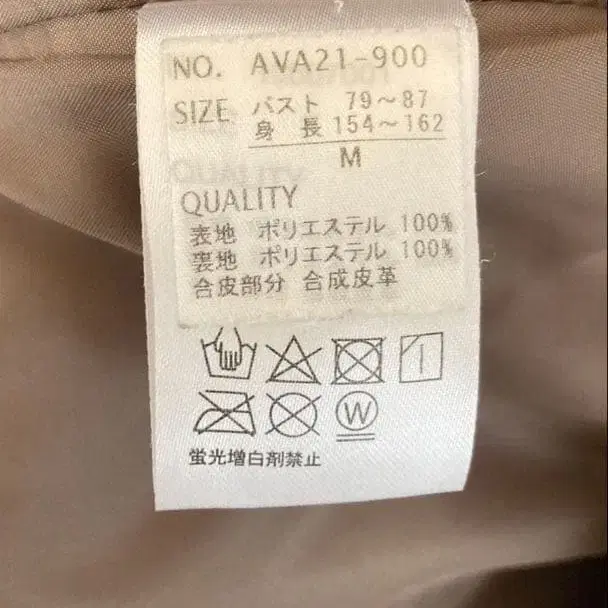 NO. AVA21-900
SIZE バスト 79～87
身長 154～162
M
QUALITY
表地 ポリエステル 100%
裏地 ポリエステル 100%
合皮部分 合成皮革
W
蛍光増白剤禁止